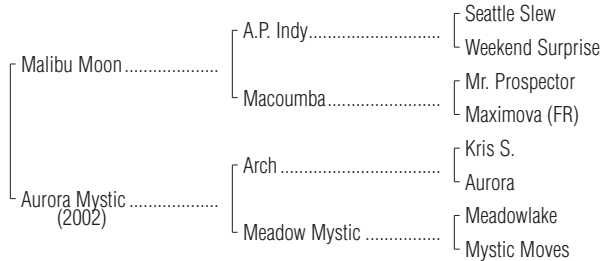 Seattle Slew
A.P. Indy..................................
Weekend Surprise
Malibu Moon......................
Mr. Prospector
Macoumba.............................
Maximova (FR)
Kris S.
Arch.........................................
Aurora
Aurora Mystic.....................
(2002)
Meadowlake
Meadow Mystic...................
Mystic Moves